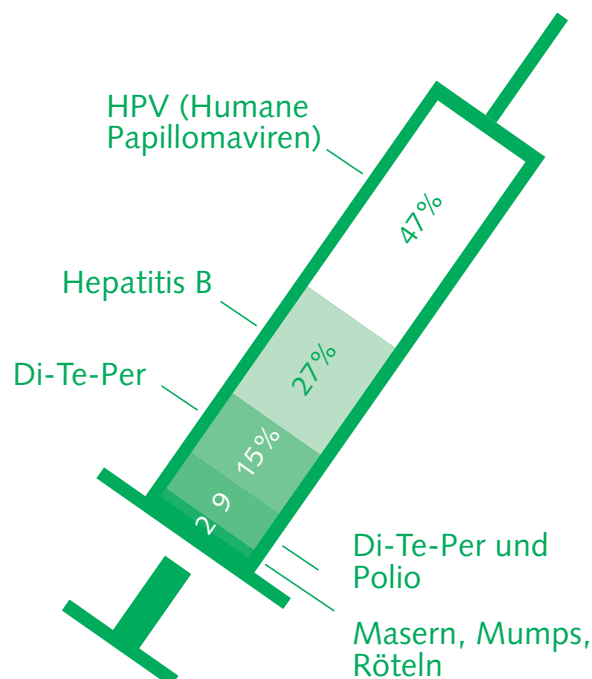 HPV (Humane
Papillomaviren)
47%
Hepatitis B
27%
Di-Te-Per
15%
9
2
Di-Te-Per und
Polio
Masern, Mumps,
Röteln